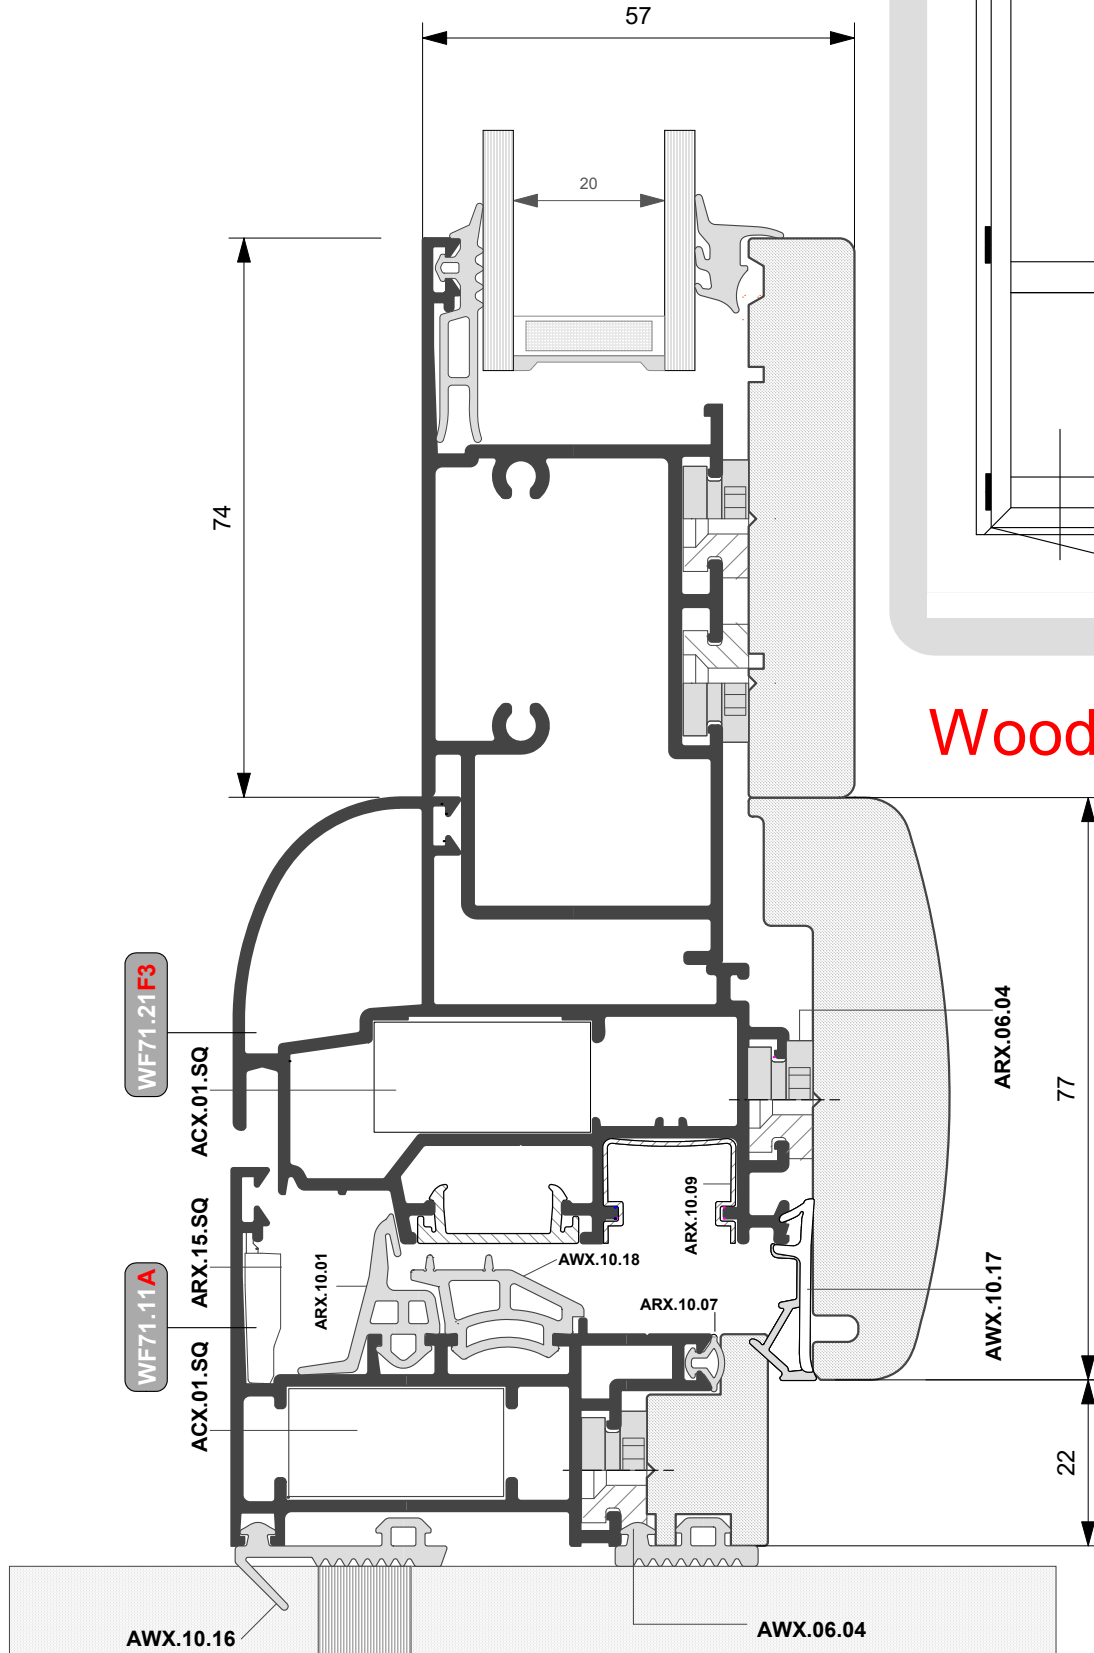 57
20
74
Wood
WF71.21F3
ACX.01.SQ
ARX.06.04
77
ARX.15.SQ
ARX.10.01
ARX.10.09
AWX.10.18
ARX.10.07
AWX.10.17
WF71.11A
ACX.01.SQ
22
AWX.10.16
AWX.06.04